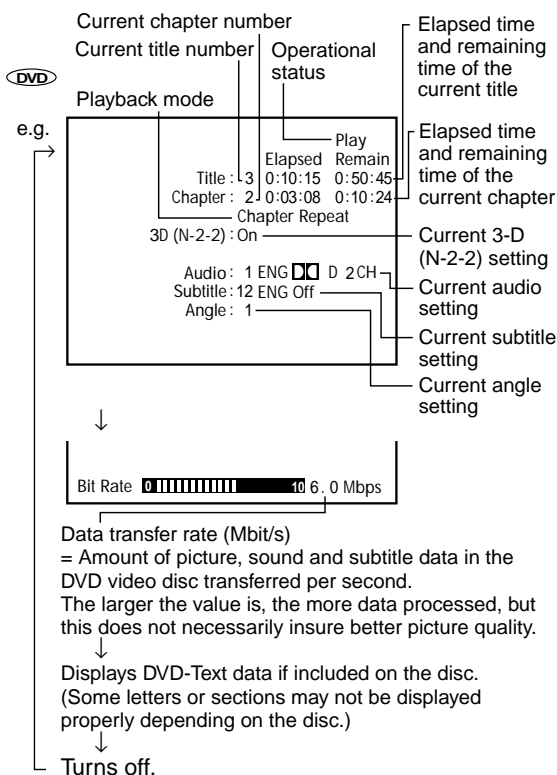 Current chapter number
Current title number
Operational
status
Elapsed time
and remaining
time of the
current title
DVD
Playback mode
e.g.
Play
Elapsed Remain
Title : 3 0:10:15 0:50:45
Chapter : 2 0:03:08 0:10:24
Chapter Repeat
3D (N-2-2) : On
Audio : 1 ENG D 2CH
Subtitle : 12 ENG Off
Angle : 1
Elapsed time
and remaining
time of the
current chapter
Current 3-D
(N-2-2) setting
Current audio
setting
Current subtitle
setting
Current angle
setting
Bit Rate 0 10 6.0 Mbps
Data transfer rate (Mbit/s)
= Amount of picture, sound and subtitle data in the
DVD video disc transferred per second.
The larger the value is, the more data processed, but
this does not necessarily insure better picture quality.
Displays DVD-Text data if included on the disc.
(Some letters or sections may not be displayed
properly depending on the disc.)
Turns off.